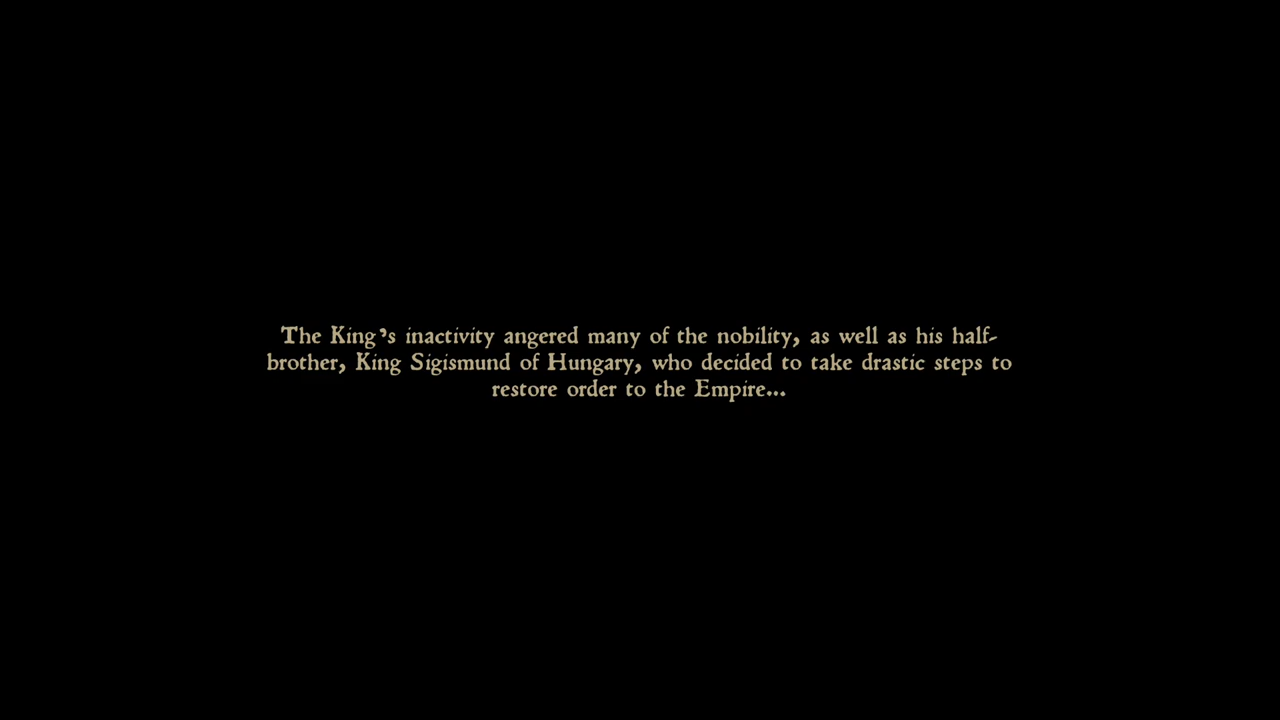 The King's inactivity angered many of the nobility, as well as his half-
brother, King Sigismund of Hungary, who decided to take drastic steps to
restore order to the Empire...